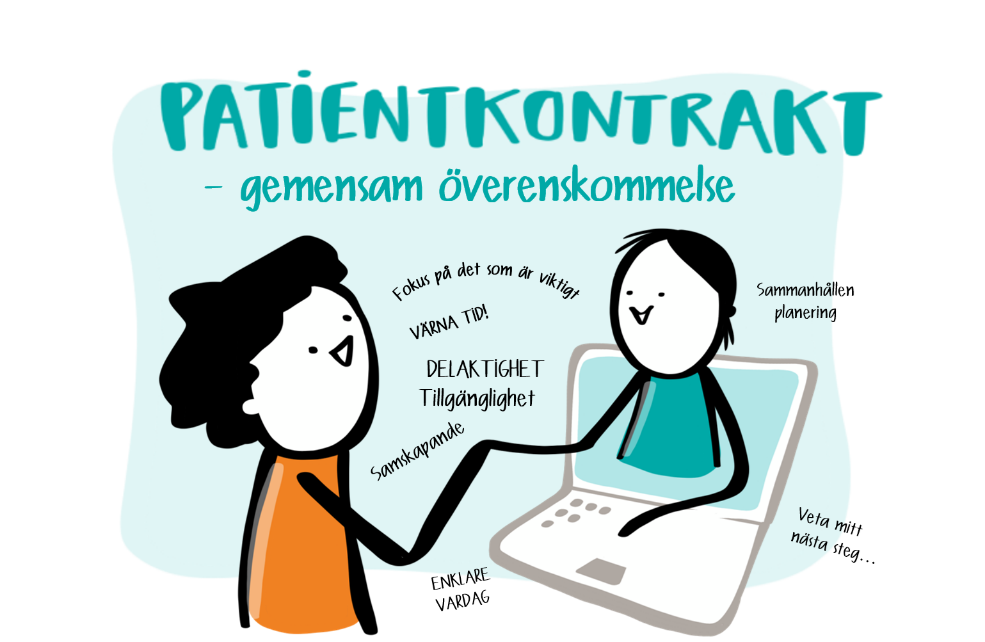 PATIENTKONTRAKT
– gemensam överenskommelse
Fokus på det som är viktigt
VÄRNA TID!
DELAKTIGHET
Tillgänglighet
Samskapande
Sammanhållen
planering
Veta mitt
nästa steg...
ENKLARE
VARDAG